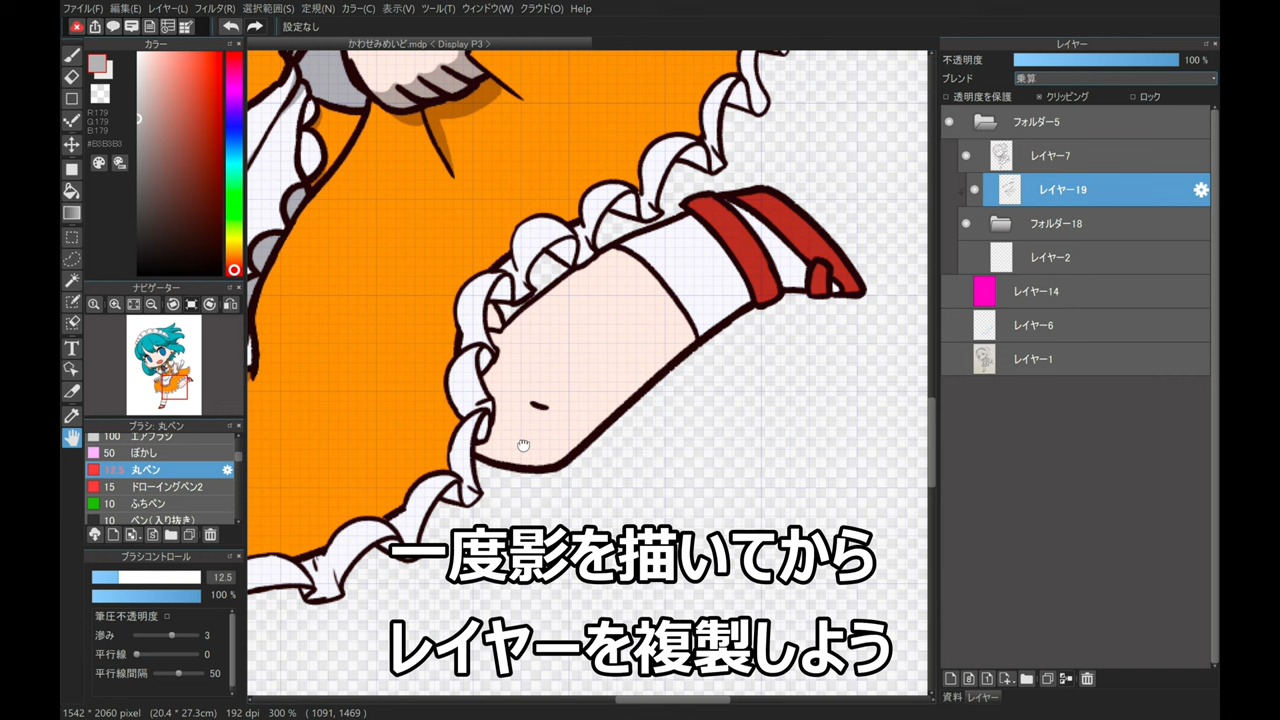 ファイル(F) 編集(E) レイヤー(L) フィルタ(R) 選択範囲(S) 定規(N) カラー(C) 表示(V) ツール(T) ウィンドウ(W) クラウド(O) Help
設定なし
カラー
かわせみめいど.mdp < Display P3 >
レイヤー
不透明度 100 %
ブレンド 乗算
透明度を保護 クリッピング ロック
R:179
G:179
B:179
#B3B3B3
フォルダー5
レイヤー7
レイヤー19
フォルダー18
レイヤー2
レイヤー14
レイヤー6
レイヤー1
ナビゲーター
ブラシ: 丸ペン
100 エアブラシ
50 ぼかし
12.5 丸ペン
15 ドローイングペン2
10 ふちペン
10 ペン(入り抜き)
ブラシコントロール
12.5
100 %
筆圧不透明度
滲み 3
平行線 0
平行線間隔 50
一度影を描いてから
レイヤーを複製しよう
資料 レイヤー
1542 * 2060 pixel (20.4 * 27.3cm) 192 dpi 300 % ( 1091, 1469 )